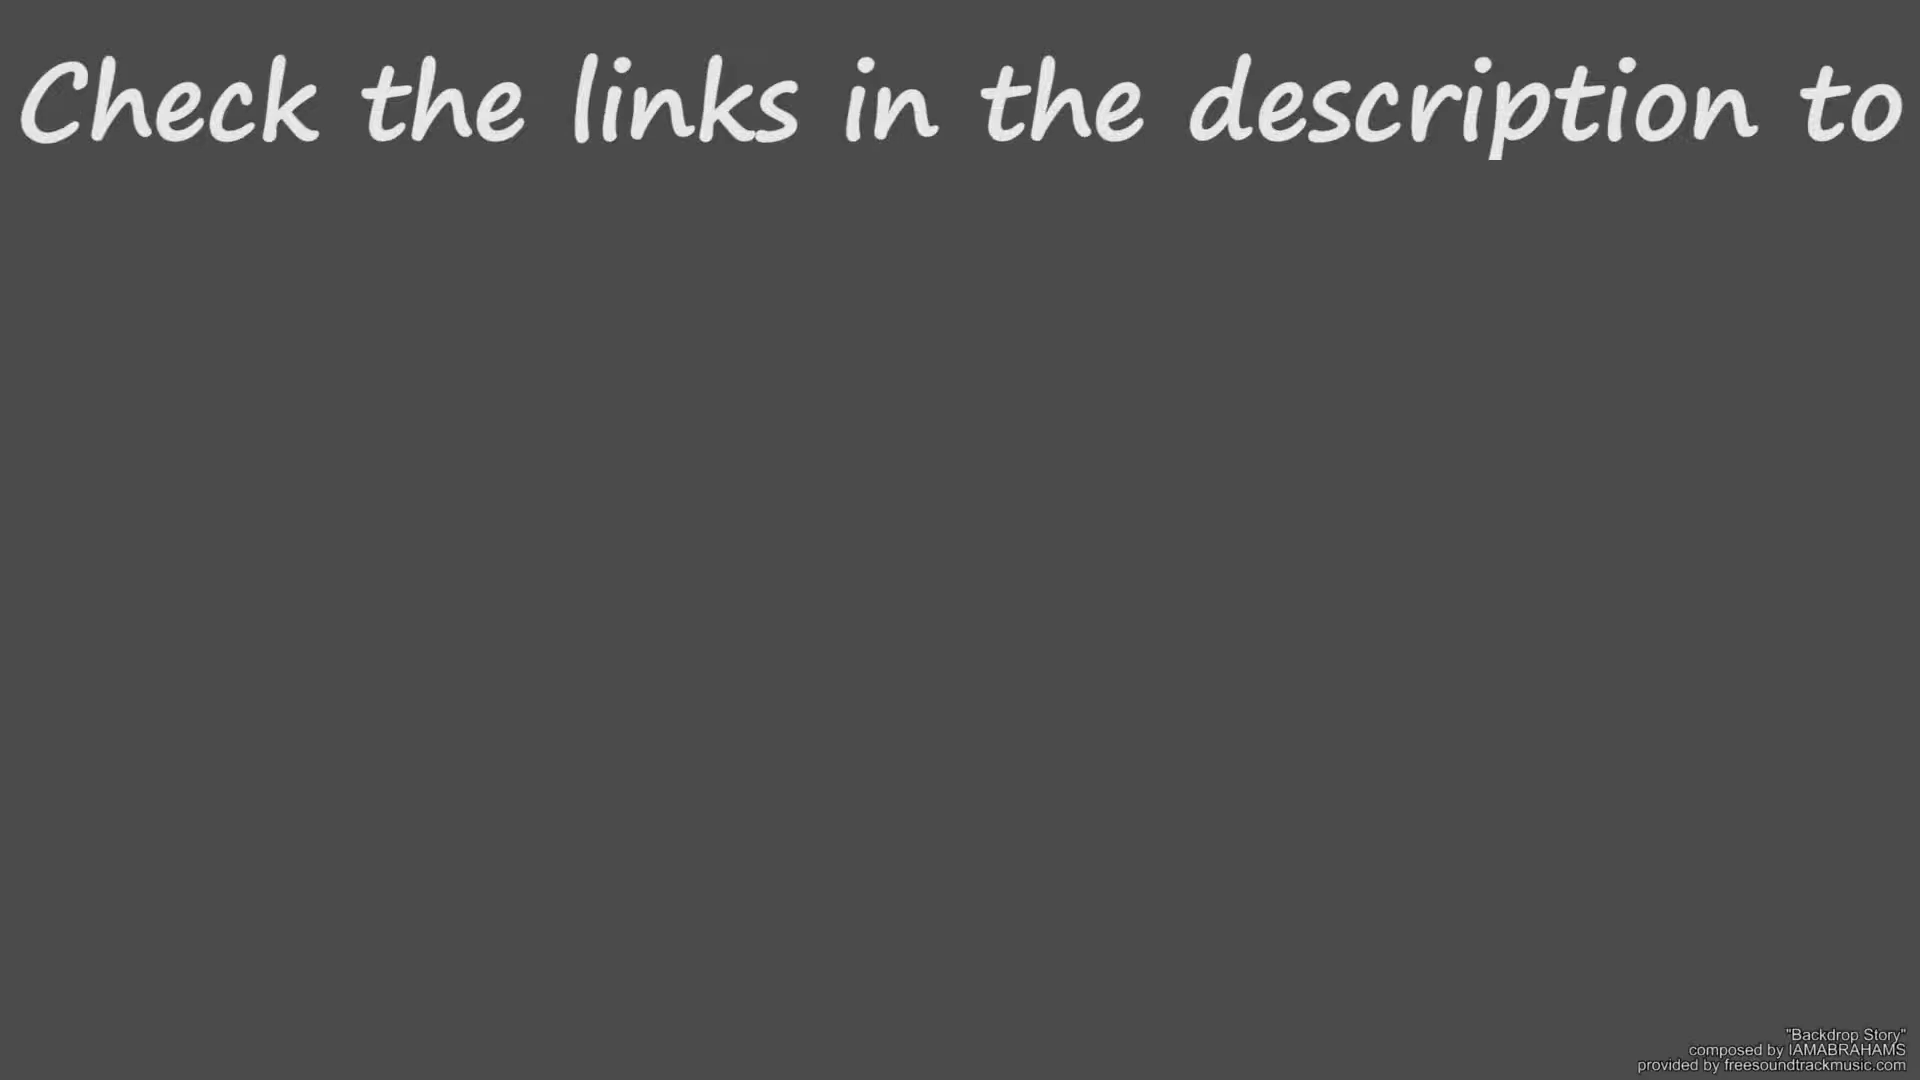 Check the links in the description to
"Backdrop Story"
composed by IAMABRAHAMS
provided by freesoundtrackmusic.com